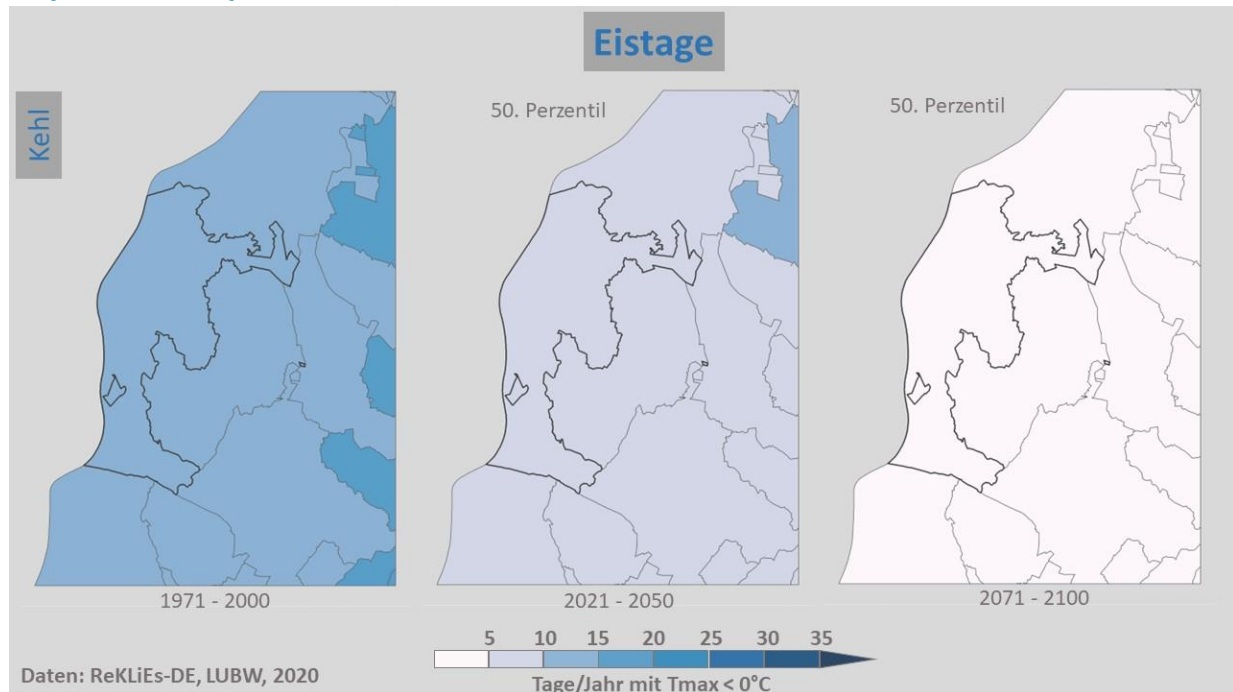 Eistage
Kehl
50. Perzentil
50. Perzentil
1971 - 2000
2021 - 2050
2071 - 2100
5 10 15 20 25 30 35
Daten: ReKLiEs-DE, LUBW, 2020
Tage/Jahr mit Tmax < 0°C